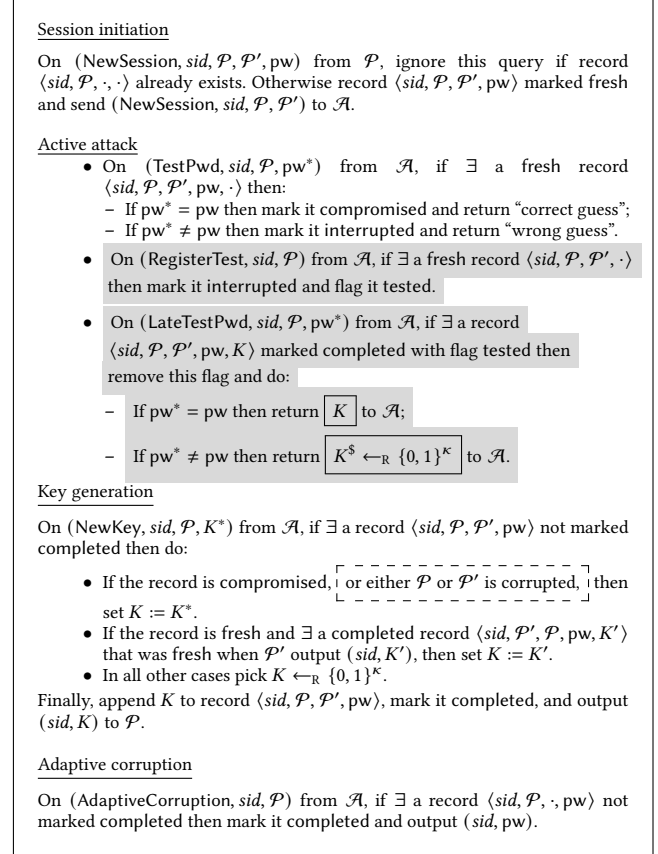 Session initiation
On (NewSession, sid, 𝒫, 𝒫′, pw) from 𝒫, ignore this query if record
⟨sid, 𝒫, ·, ·⟩ already exists. Otherwise record ⟨sid, 𝒫, 𝒫′, pw⟩ marked fresh
and send (NewSession, sid, 𝒫, 𝒫′) to 𝒜.
Active attack
• On (TestPwd, sid, 𝒫, pw*) from 𝒜, if ∃ a fresh record
⟨sid, 𝒫, 𝒫′, pw, ·⟩ then:
– If pw* = pw then mark it compromised and return “correct guess”;
– If pw* ≠ pw then mark it interrupted and return “wrong guess”.
• On (RegisterTest, sid, 𝒫) from 𝒜, if ∃ a fresh record ⟨sid, 𝒫, 𝒫′, ·⟩
then mark it interrupted and flag it tested.
• On (LateTestPwd, sid, 𝒫, pw*) from 𝒜, if ∃ a record
⟨sid, 𝒫, 𝒫′, pw, K⟩ marked completed with flag tested then
remove this flag and do:
– If pw* = pw then return K to 𝒜;
– If pw* ≠ pw then return K$ ←R {0, 1}κ to 𝒜.
Key generation
On (NewKey, sid, 𝒫, K*) from 𝒜, if ∃ a record ⟨sid, 𝒫, 𝒫′, pw⟩ not marked
completed then do:
• If the record is compromised, or either 𝒫 or 𝒫′ is corrupted, then
set K := K*.
• If the record is fresh and ∃ a completed record ⟨sid, 𝒫′, 𝒫, pw, K′⟩
that was fresh when 𝒫′ output (sid, K′), then set K := K′.
• In all other cases pick K ←R {0, 1}κ.
Finally, append K to record ⟨sid, 𝒫, 𝒫′, pw⟩, mark it completed, and output
(sid, K) to 𝒫.
Adaptive corruption
On (AdaptiveCorruption, sid, 𝒫) from 𝒜, if ∃ a record ⟨sid, 𝒫, ·, pw⟩ not
marked completed then mark it completed and output (sid, pw).